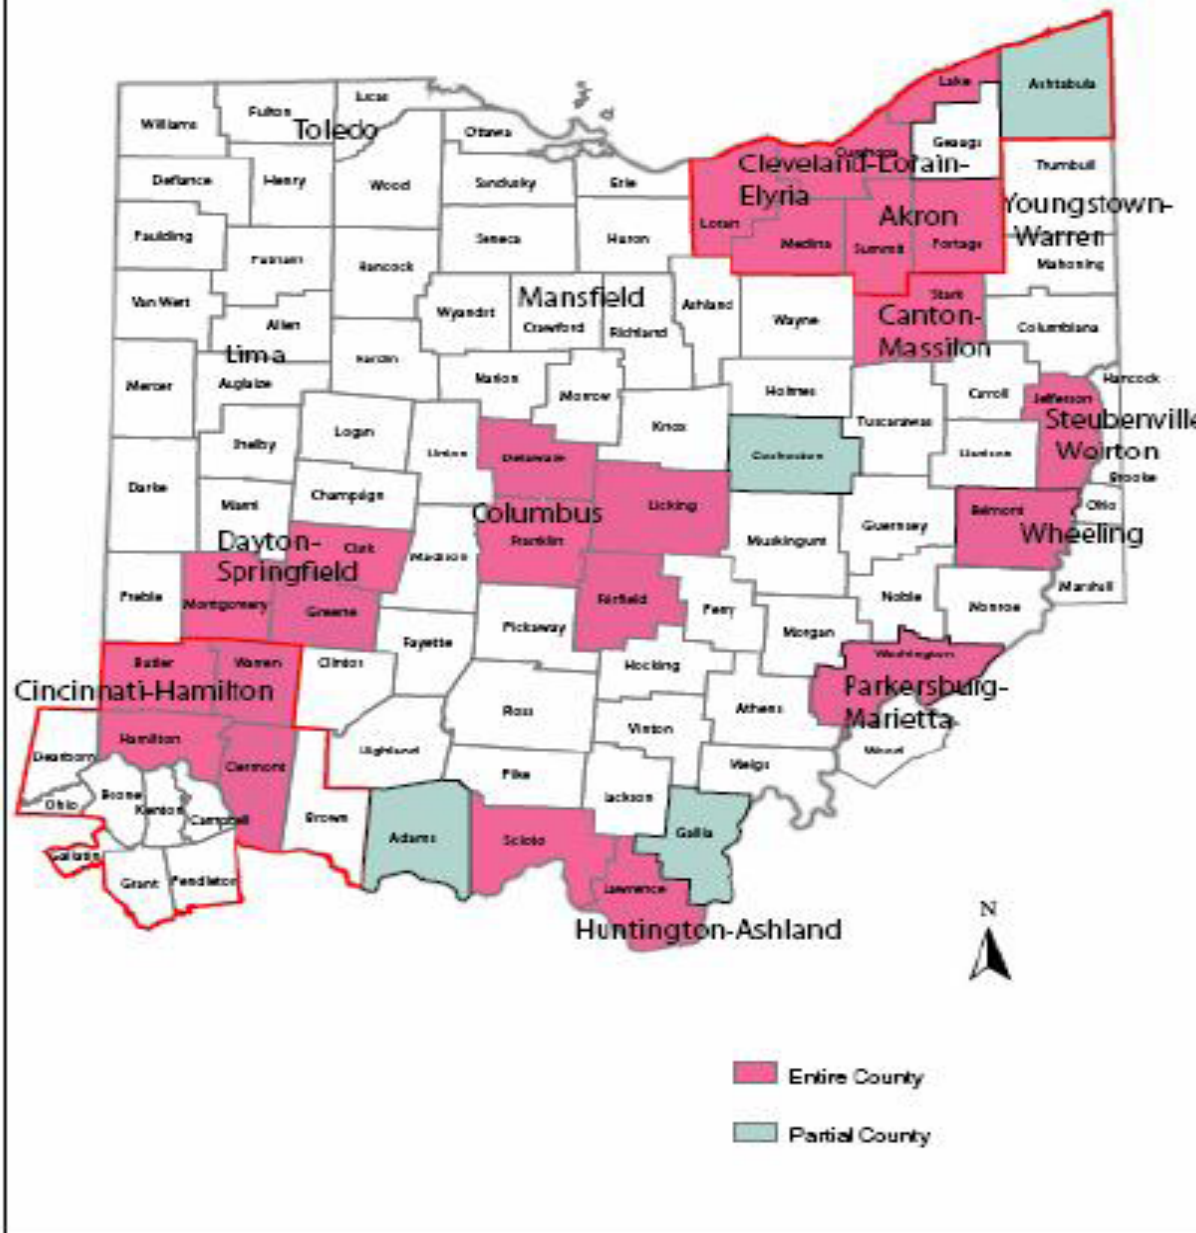 Lake
Ashtabula
Lucas
Fulton
Williams
Toledo
Ottawa
Geauga
Cuyahoga
Cleveland-Lorain-
Elyria
Trumbull
Defiance
Henry
Wood
Sandusky
Erie
Youngstown-
Warren
Akron
Lorain
Medina
Summit
Portage
Paulding
Putnam
Hancock
Seneca
Huron
Mahoning
Stark
Canton-
Massilon
Mansfield
Van Wert
Allen
Wyandot
Crawford
Richland
Ashland
Wayne
Columbiana
Lima
Hardin
Mercer
Auglaize
Marion
Morrow
Holmes
Carroll
Hancock
Jefferson
Steubenville
Weirton
Logan
Shelby
Union
Knox
Tuscarawas
Delaware
Coshocton
Harrison
Brooke
Darke
Miami
Champaign
Licking
Guernsey
Belmont
Ohio
Columbus
Wheeling
Dayton-
Springfield
Clark
Madison
Franklin
Muskingum
Marshall
Preble
Montgomery
Greene
Fairfield
Perry
Noble
Monroe
Pickaway
Morgan
Fayette
Butler
Warren
Clinton
Hocking
Washington
Cincinnati-Hamilton
Parkersburg-
Marietta
Ross
Athens
Vinton
Hamilton
Dearborn
Highland
Wood
Clermont
Pike
Meigs
Jackson
Ohio
Boone
Kenton
Campbell
Brown
Adams
Scioto
Gallia
Gallatin
Grant
Pendleton
Lawrence
Huntington-Ashland
N
Entire County
Partial County